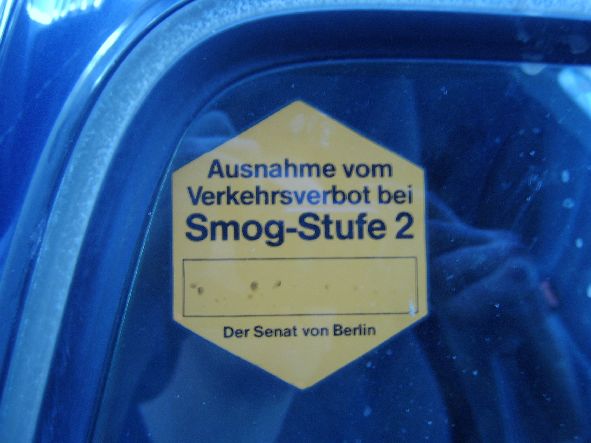 Ausnahme vom
Verkehrsverbot bei
Smog-Stufe 2
Der Senat von Berlin